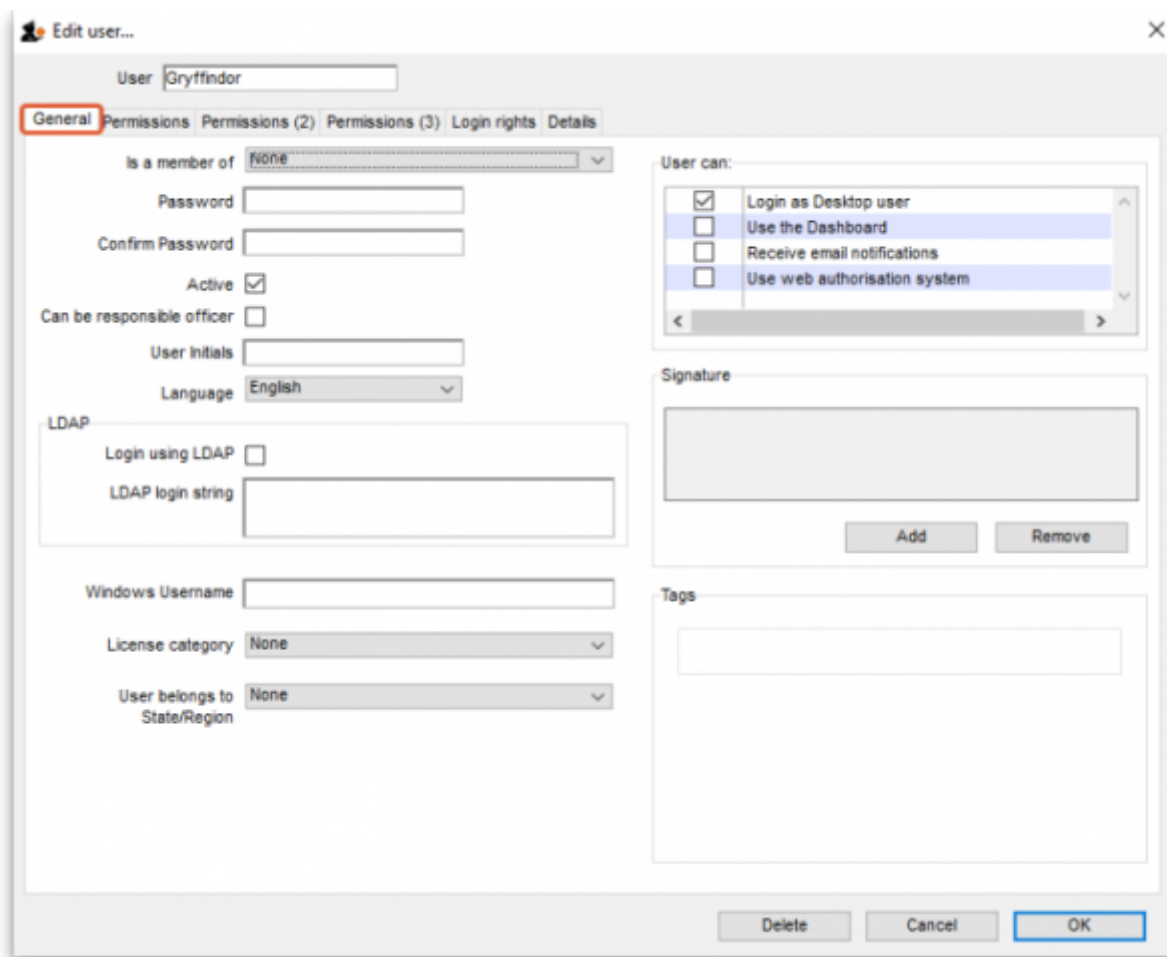 Edit user...
User Gryffindor
General Permissions Permissions (2) Permissions (3) Login rights Details
Is a member of None
Password
Confirm Password
Active
Can be responsible officer
User Initials
Language English
LDAP
Login using LDAP
LDAP login string
Windows Username
License category None
User belongs to None
State/Region
User can:
Login as Desktop user
Use the Dashboard
Receive email notifications
Use web authorisation system
Signature
Add Remove
Tags
Delete Cancel OK